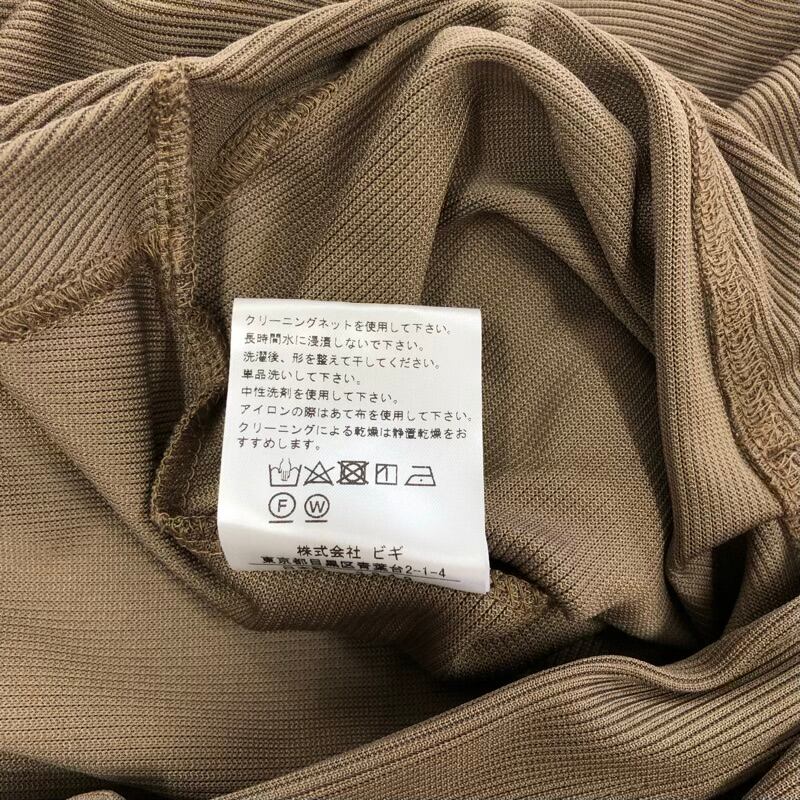 クリーニングネットを使用して下さい。
長時間水に浸漬しないで下さい。
洗濯後、形を整えて干してください。
単品洗いして下さい。
中性洗剤を使用して下さい。
アイロンの際はあて布を使用して下さい。
クリーニングによる乾燥は静置乾燥をお
すすめします。
F W
株式会社 ビギ
東京都目黒区青葉台2-1-4